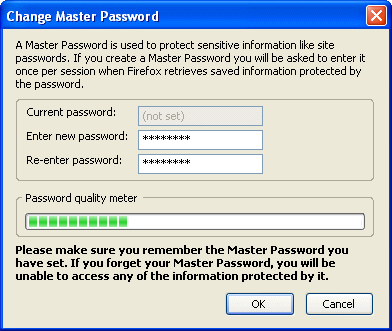 Change Master Password
A Master Password is used to protect sensitive information like site
passwords. If you create a Master Password you will be asked to enter it
once per session when Firefox retrieves saved information protected by
the password.
Current password: (not set)
Enter new password: ********
Re-enter password: ********
Password quality meter
Please make sure you remember the Master Password you
have set. If you forget your Master Password, you will be
unable to access any of the information protected by it.
OK Cancel